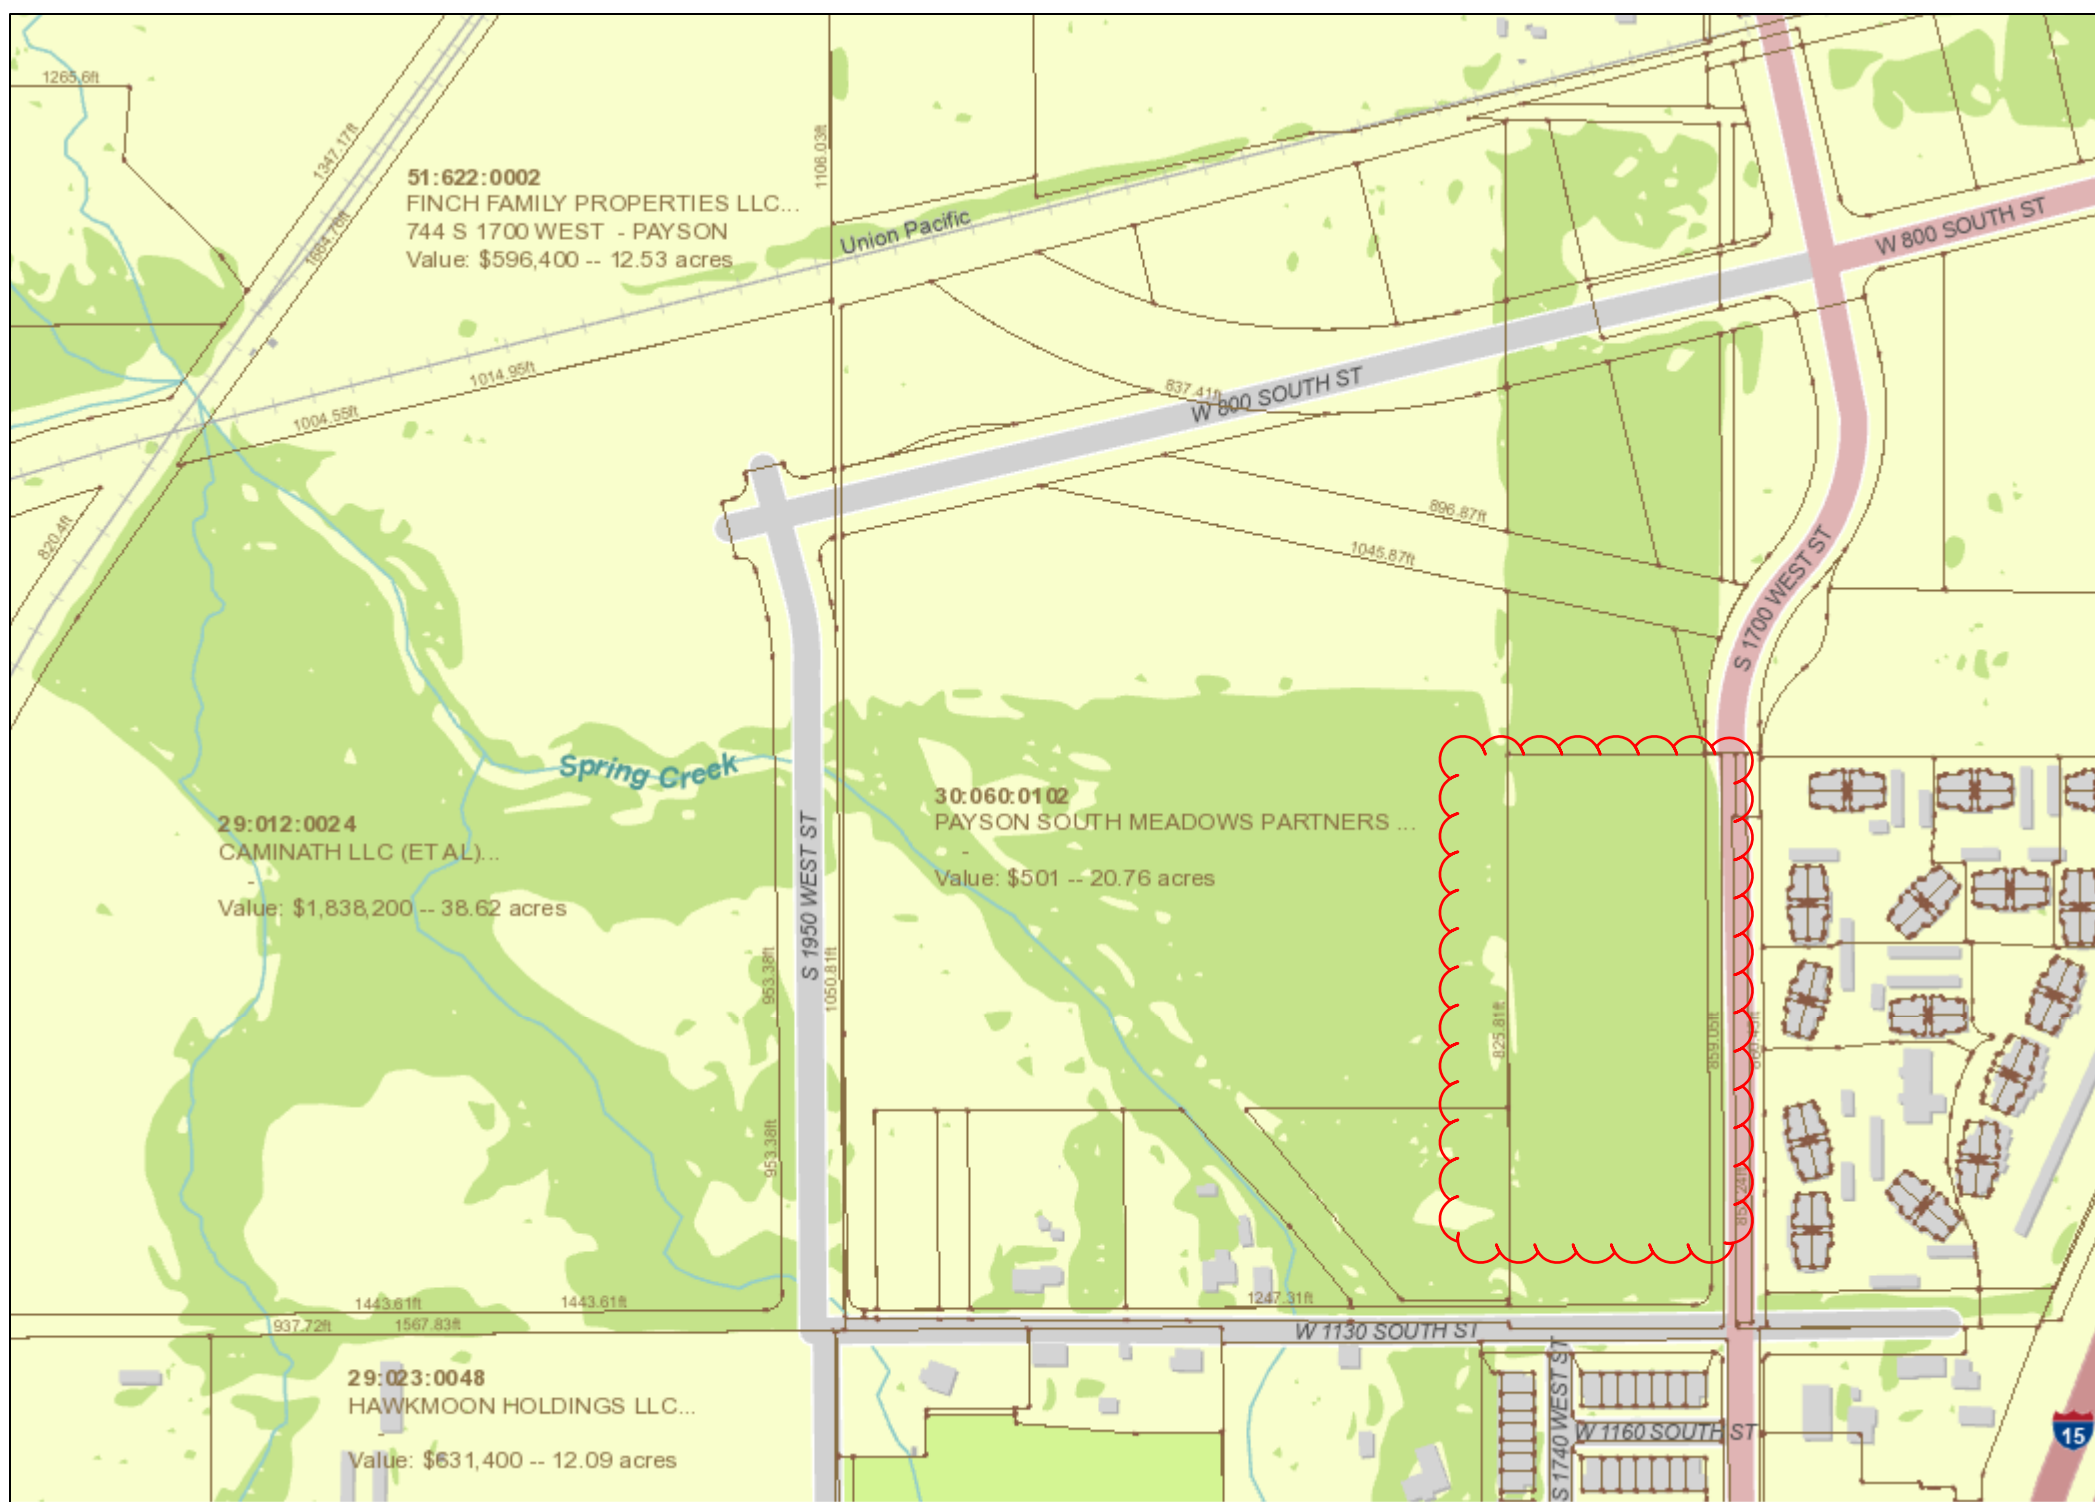 1265.6ft
1347.17ft
1664.76ft
51:622:0002
FINCH FAMILY PROPERTIES LLC...
744 S 1700 WEST - PAYSON
Value: $596,400 -- 12.53 acres
1106.03ft
Union Pacific
W 800 SOUTH ST
1014.95ft
1004.55ft
837.41ft
W 800 SOUTH ST
820.4ft
896.87ft
1045.87ft
S 1700 WEST ST
Spring Creek
29:012:0024
CAMINATH LLC (ET AL)...
-
Value: $1,838,200 -- 38.62 acres
S 1950 WEST ST
953.38ft
1050.81ft
953.38ft
30:060:0102
PAYSON SOUTH MEADOWS PARTNERS ...
-
Value: $501 -- 20.76 acres
825.81ft
859.05ft
1443.61ft
1443.61ft
937.72ft
1567.83ft
1247.31ft
W 1130 SOUTH ST
29:023:0048
HAWKMOON HOLDINGS LLC...
-
Value: $631,400 -- 12.09 acres
S 1740 WEST ST
W 1160 SOUTH ST
15